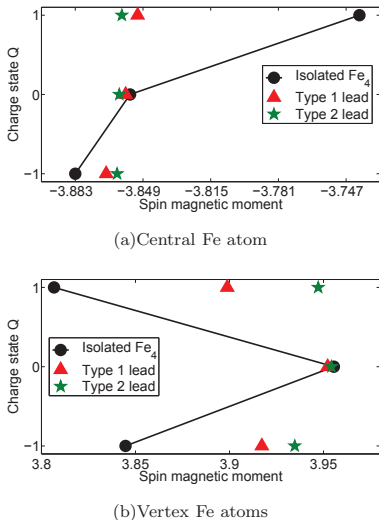 1
0
−1
Charge state Q
−3.883 −3.849 −3.815 −3.781 −3.747
Spin magnetic moment
Isolated Fe4
Type 1 lead
Type 2 lead
(a)Central Fe atom
1
0
−1
Charge state Q
3.8 3.85 3.9 3.95
Spin magnetic moment
Isolated Fe4
Type 1 lead
Type 2 lead
(b)Vertex Fe atoms